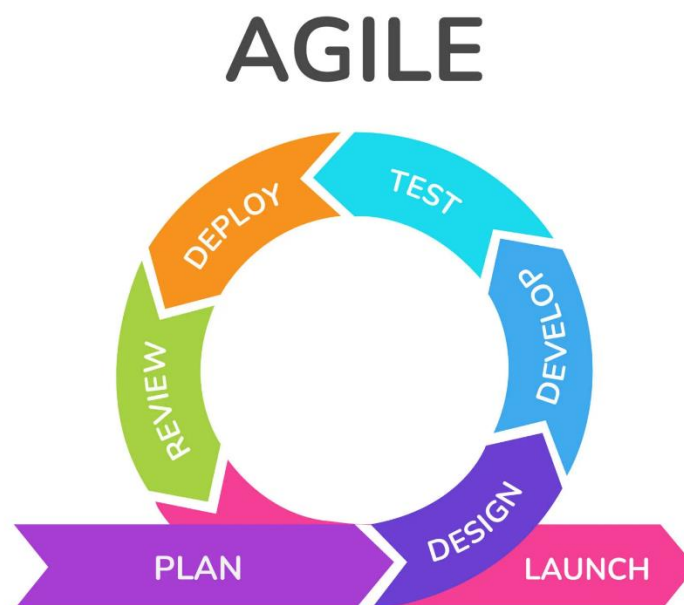 AGILE
PLAN
DESIGN
DEVELOP
TEST
DEPLOY
REVIEW
LAUNCH